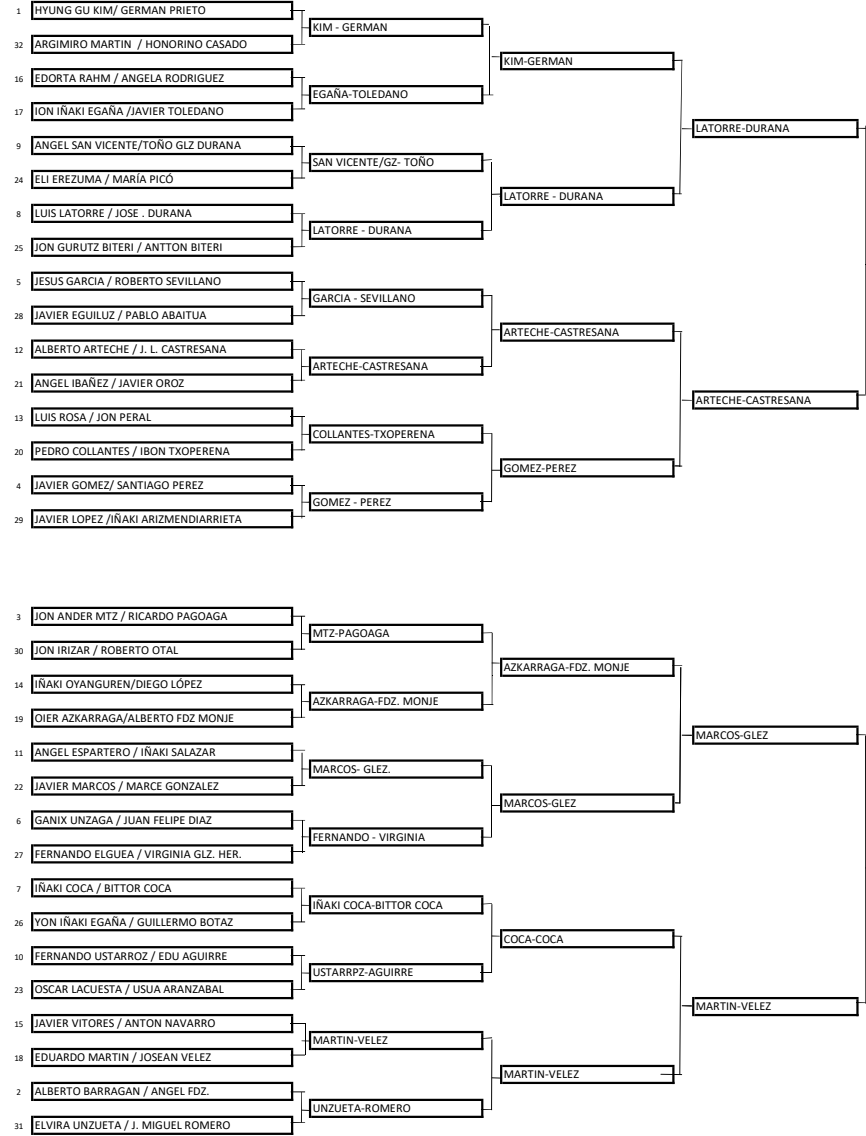 1 HYUNG GU KIM/ GERMAN PRIETO
KIM - GERMAN
32 ARGIMIRO MARTIN / HONORINO CASADO
KIM-GERMAN
16 EDORTA RAHM / ANGELA RODRIGUEZ
EGAÑA-TOLEDANO
17 ION IÑAKI EGAÑA /JAVIER TOLEDANO
LATORRE-DURANA
9 ANGEL SAN VICENTE/TOÑO GLZ DURANA
SAN VICENTE/GZ- TOÑO
24 ELI EREZUMA / MARÍA PICÓ
LATORRE - DURANA
8 LUIS LATORRE / JOSE . DURANA
LATORRE - DURANA
25 JON GURUTZ BITERI / ANTTON BITERI
5 JESUS GARCIA / ROBERTO SEVILLANO
GARCIA - SEVILLANO
28 JAVIER EGUILUZ / PABLO ABAITUA
ARTECHE-CASTRESANA
12 ALBERTO ARTECHE / J. L. CASTRESANA
ARTECHE-CASTRESANA
21 ANGEL IBAÑEZ / JAVIER OROZ
ARTECHE-CASTRESANA
13 LUIS ROSA / JON PERAL
COLLANTES-TXOPERENA
20 PEDRO COLLANTES / IBON TXOPERENA
GOMEZ-PEREZ
4 JAVIER GOMEZ/ SANTIAGO PEREZ
GOMEZ - PEREZ
29 JAVIER LOPEZ /IÑAKI ARIZMENDIARRIETA
3 JON ANDER MTZ / RICARDO PAGOAGA
MTZ-PAGOAGA
30 JON IRIZAR / ROBERTO OTAL
AZKARRAGA-FDZ. MONJE
14 IÑAKI OYANGUREN/DIEGO LÓPEZ
AZKARRAGA-FDZ. MONJE
19 OIER AZKARRAGA/ALBERTO FDZ MONJE
MARCOS-GLEZ
11 ANGEL ESPARTERO / IÑAKI SALAZAR
MARCOS- GLEZ.
22 JAVIER MARCOS / MARCE GONZALEZ
MARCOS-GLEZ
6 GANIX UNZAGA / JUAN FELIPE DIAZ
FERNANDO - VIRGINIA
27 FERNANDO ELGUEA / VIRGINIA GLZ. HER.
7 IÑAKI COCA / BITTOR COCA
IÑAKI COCA-BITTOR COCA
26 YON IÑAKI EGAÑA / GUILLERMO BOTAZ
COCA-COCA
10 FERNANDO USTARROZ / EDU AGUIRRE
USTARRPZ-AGUIRRE
23 OSCAR LACUESTA / USUA ARANZABAL
MARTIN-VELEZ
15 JAVIER VITORES / ANTON NAVARRO
MARTIN-VELEZ
18 EDUARDO MARTIN / JOSEAN VELEZ
MARTIN-VELEZ
2 ALBERTO BARRAGAN / ANGEL FDZ.
UNZUETA-ROMERO
31 ELVIRA UNZUETA / J. MIGUEL ROMERO